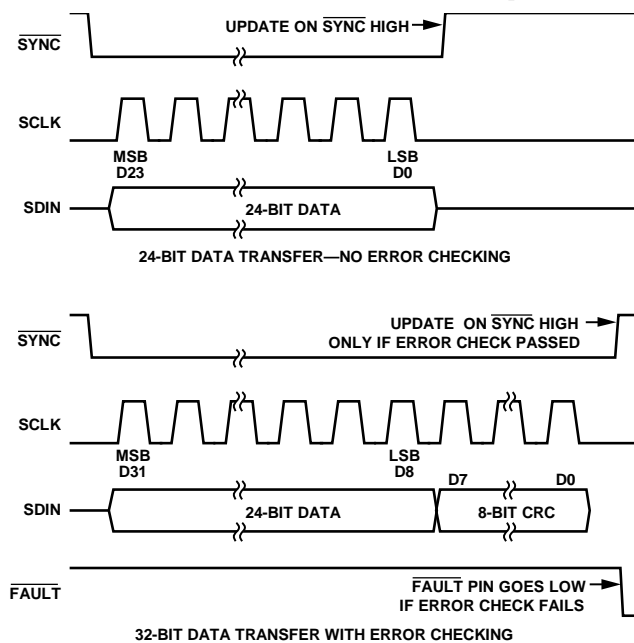 UPDATE ON SYNC HIGH
SYNC
SCLK
MSB
D23
LSB
D0
SDIN
24-BIT DATA
24-BIT DATA TRANSFER—NO ERROR CHECKING
UPDATE ON SYNC HIGH
ONLY IF ERROR CHECK PASSED
SYNC
SCLK
MSB
D31
LSB
D8
D7
D0
SDIN
24-BIT DATA
8-BIT CRC
FAULT
FAULT PIN GOES LOW
IF ERROR CHECK FAILS
32-BIT DATA TRANSFER WITH ERROR CHECKING